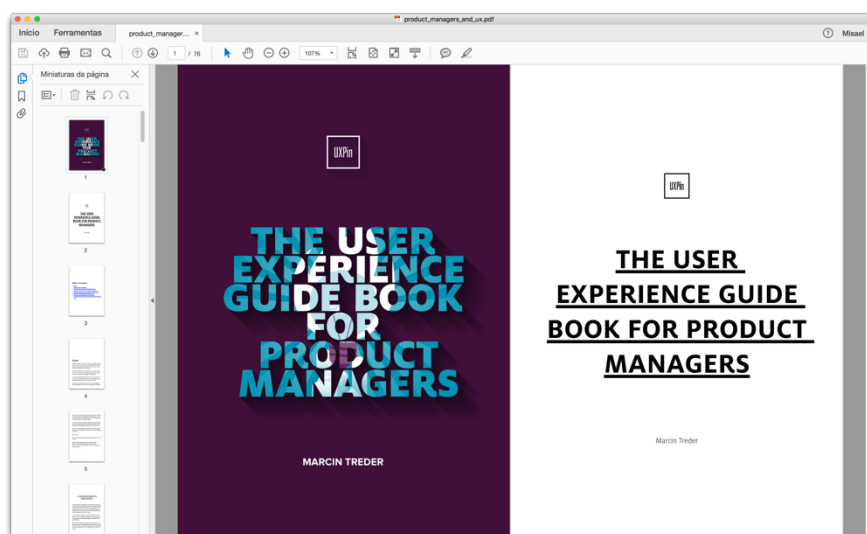 product_managers_and_ux.pdf
Início Ferramentas product_manager... × ? Misael
1 / 76 107%
Miniaturas da página
1
2
3
4
5
UXPin
THE USER
EXPERIENCE
GUIDE BOOK
FOR
PRODUCT
MANAGERS
MARCIN TREDER
UXPin
THE USER
EXPERIENCE GUIDE
BOOK FOR PRODUCT
MANAGERS
Marcin Treder